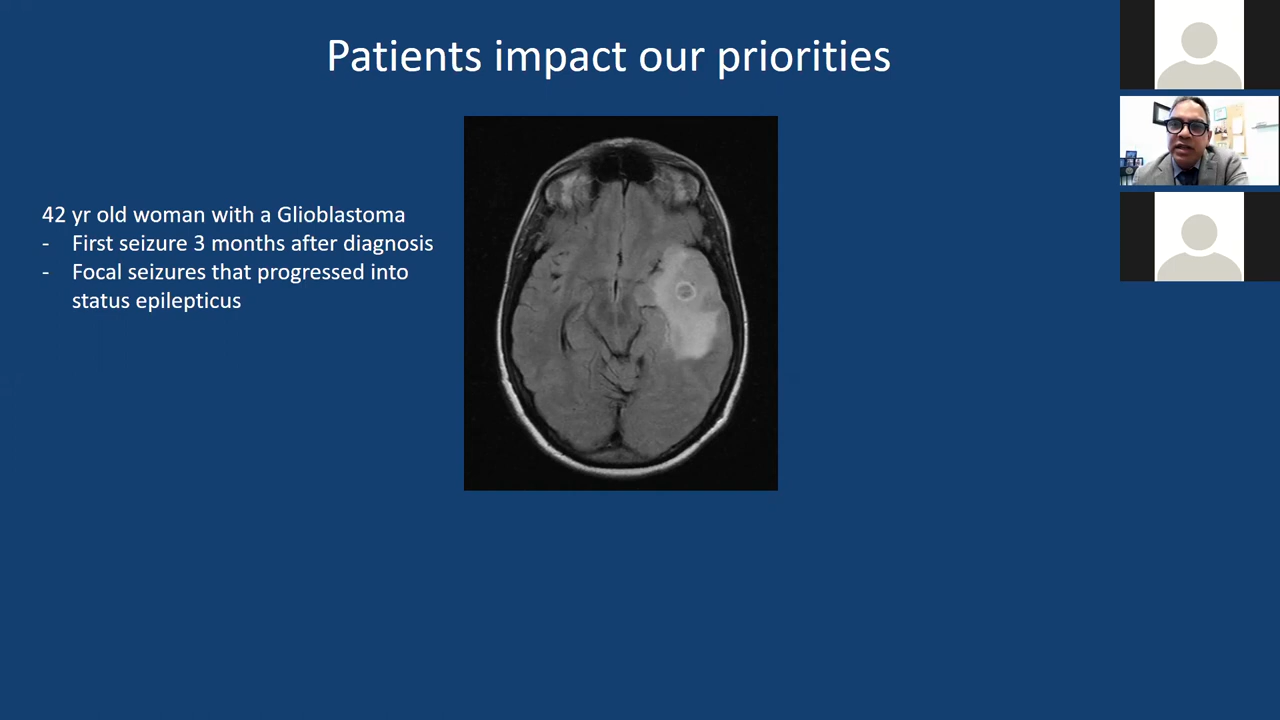 Patients impact our priorities
42 yr old woman with a Glioblastoma
- First seizure 3 months after diagnosis
- Focal seizures that progressed into
status epilepticus